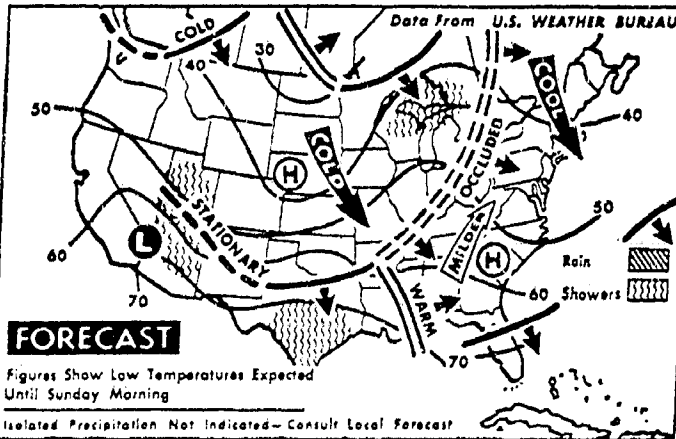 Data From U.S. WEATHER BUREAU
COLD
30
40
50
40
COOL
COLD
OCCLUDED
H
STATIONARY
L
MILDER
H
50
60
Rain
Showers
70
60
WARM
70
FORECAST
Figures Show Low Temperatures Expected
Until Sunday Morning
Isolated Precipitation Not Indicated - Consult Local Forecast